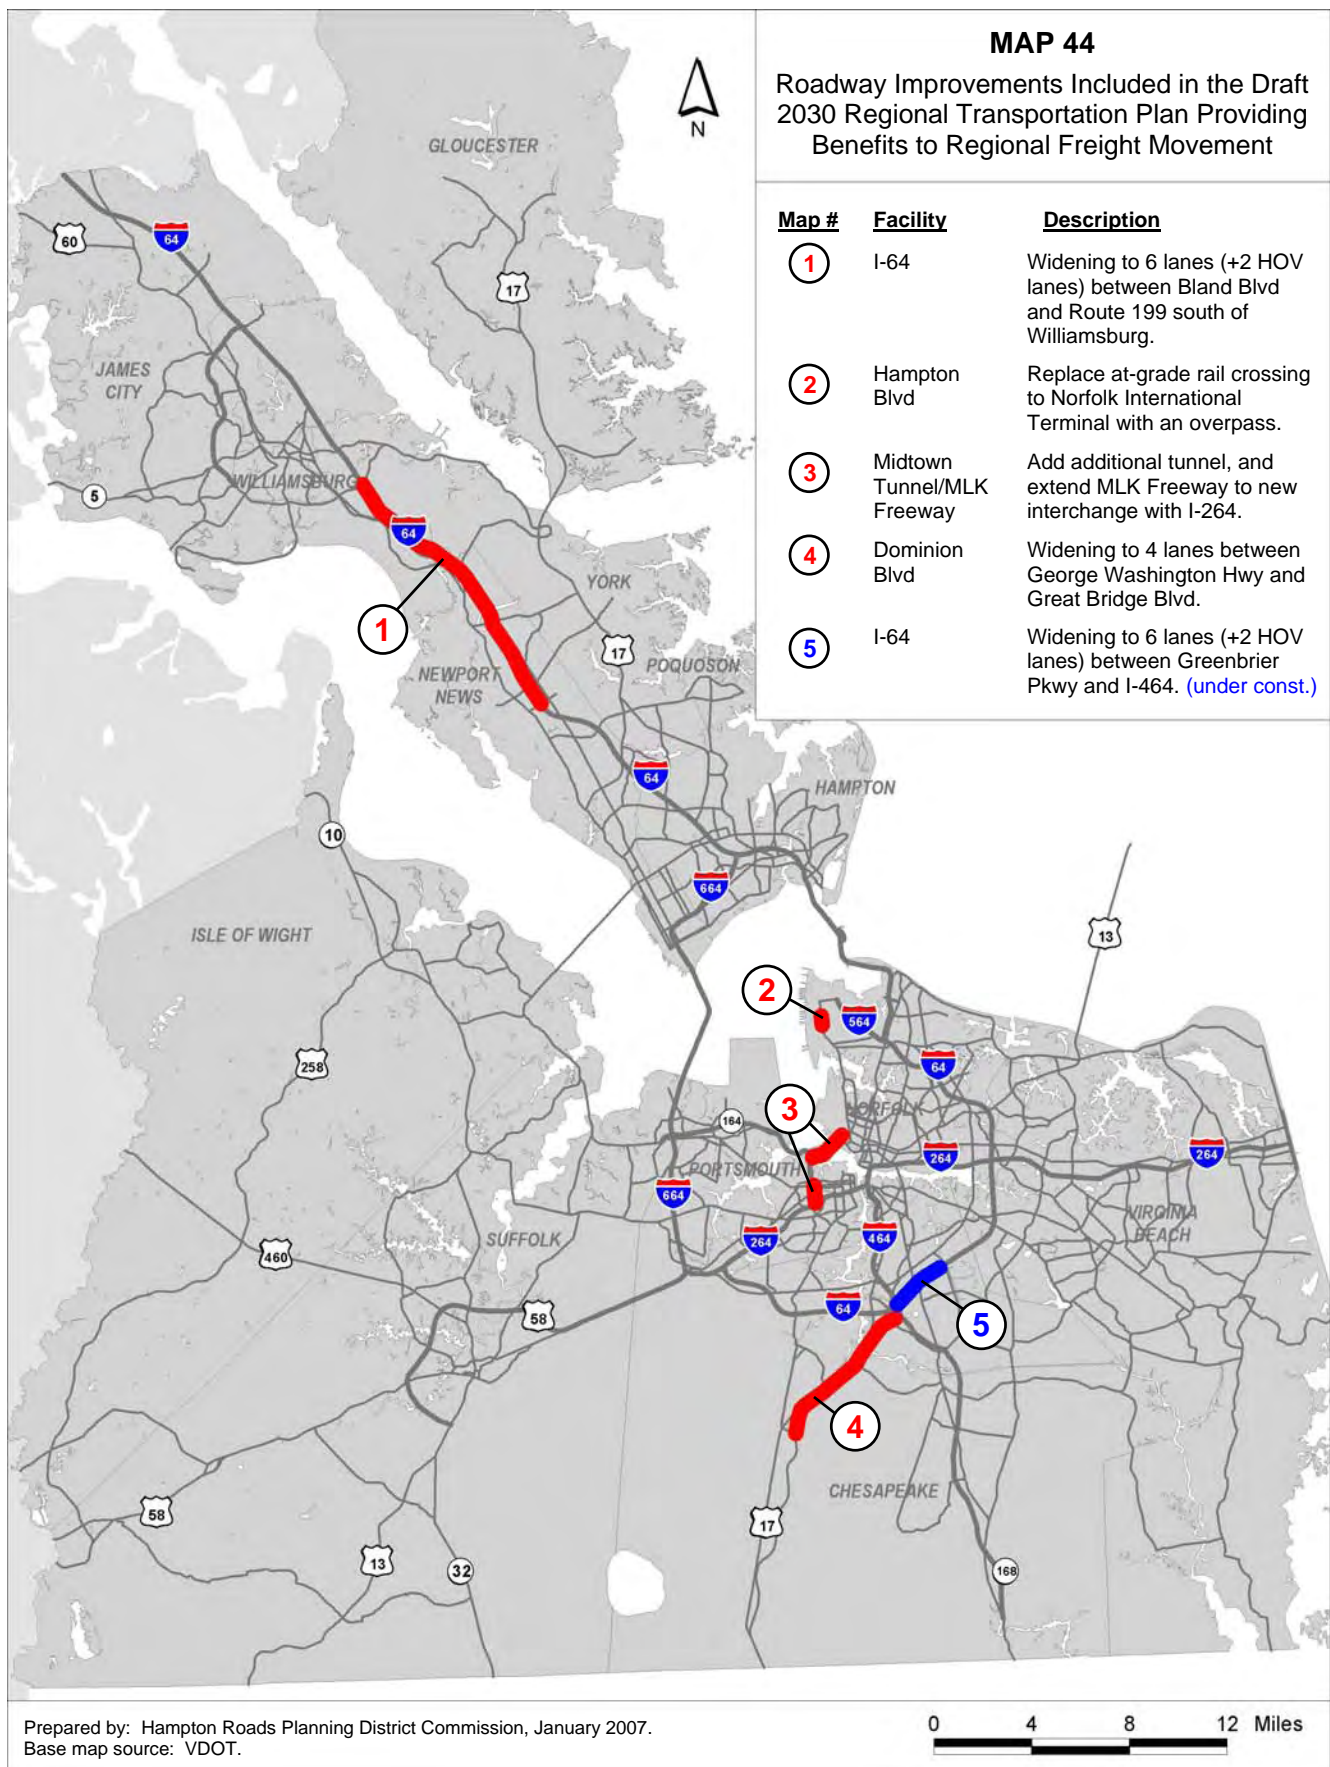 MAP 44
Roadway Improvements Included in the Draft
2030 Regional Transportation Plan Providing
Benefits to Regional Freight Movement
Map # Facility Description
1 I-64 Widening to 6 lanes (+2 HOV
lanes) between Bland Blvd
and Route 199 south of
Williamsburg.
2 Hampton Replace at-grade rail crossing
Blvd to Norfolk International
Terminal with an overpass.
3 Midtown Add additional tunnel, and
Tunnel/MLK extend MLK Freeway to new
Freeway interchange with I-264.
4 Dominion Widening to 4 lanes between
Blvd George Washington Hwy and
Great Bridge Blvd.
5 I-64 Widening to 6 lanes (+2 HOV
lanes) between Greenbrier
Pkwy and I-464. (under const.)
N
GLOUCESTER
60
64
17
JAMES
CITY
5
WILLIAMSBURG
64
1
YORK
17
POQUOSON
NEWPORT
NEWS
64
HAMPTON
10
664
ISLE OF WIGHT
13
2
564
258
64
3
NORFOLK
164
264
264
PORTSMOUTH
664
VIRGINIA
BEACH
SUFFOLK
264
464
460
64
58
5
4
CHESAPEAKE
58
17
13
32
168
Prepared by: Hampton Roads Planning District Commission, January 2007.
Base map source: VDOT.
0 4 8 12 Miles